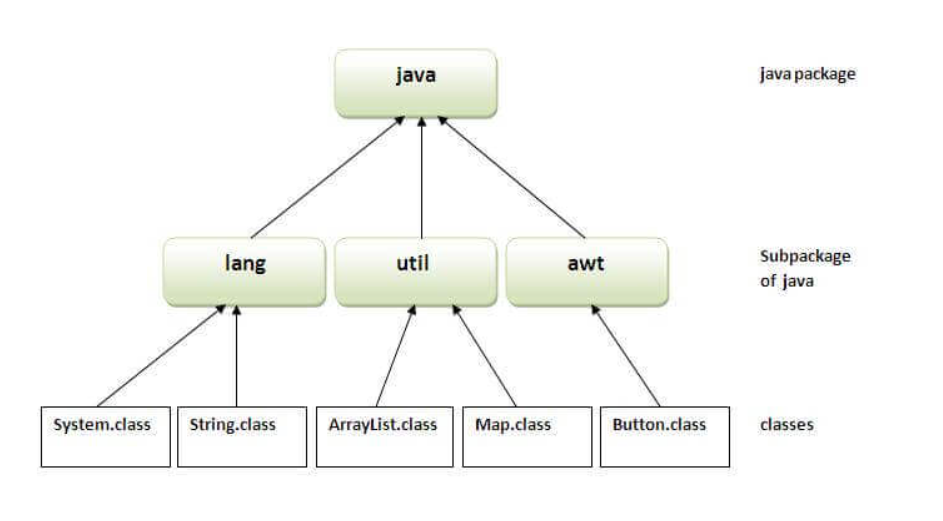 java
java package
lang
util
awt
Subpackage
of java
System.class
String.class
ArrayList.class
Map.class
Button.class
classes